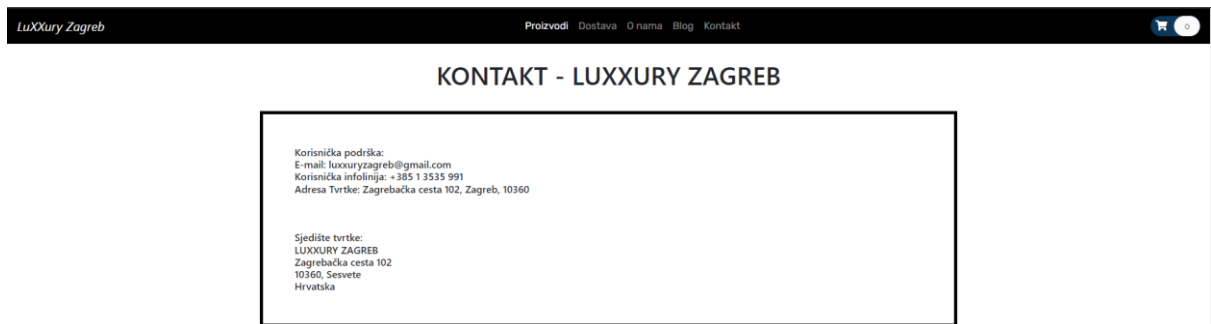 LuXXury Zagreb
Proizvodi Dostava O nama Blog Kontakt
0
KONTAKT - LUXXURY ZAGREB
Korisnička podrška:
E-mail: luxxuryzagreb@gmail.com
Korisnička infolinija: +385 1 3535 991
Adresa Tvrtke: Zagrebačka cesta 102, Zagreb, 10360
Sjedište tvrtke:
LUXXURY ZAGREB
Zagrebačka cesta 102
10360, Sesvete
Hrvatska